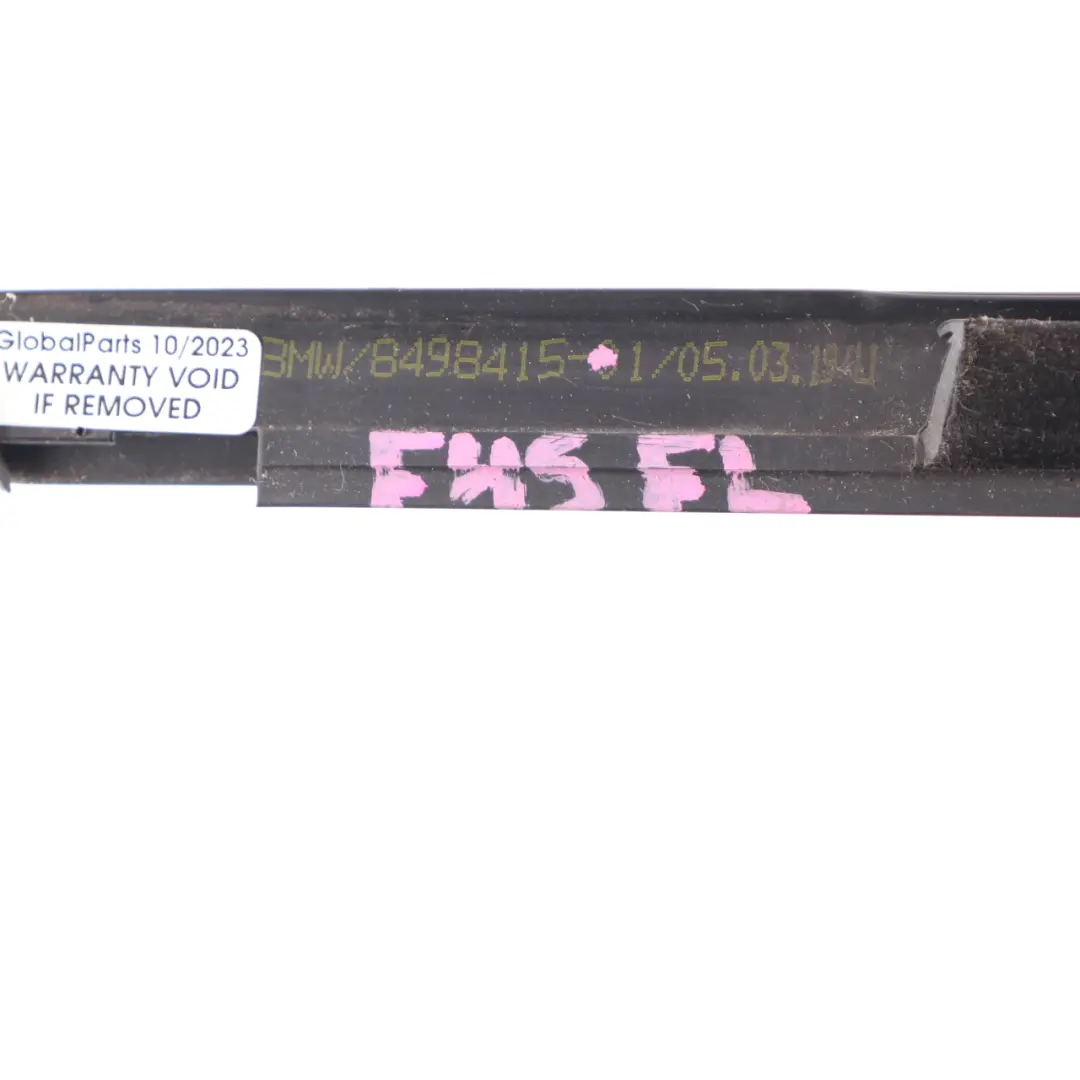 GlobalParts 10/2023
WARRANTY VOID
IF REMOVED
BMW/8498415-01/05.03.19
F45 FL